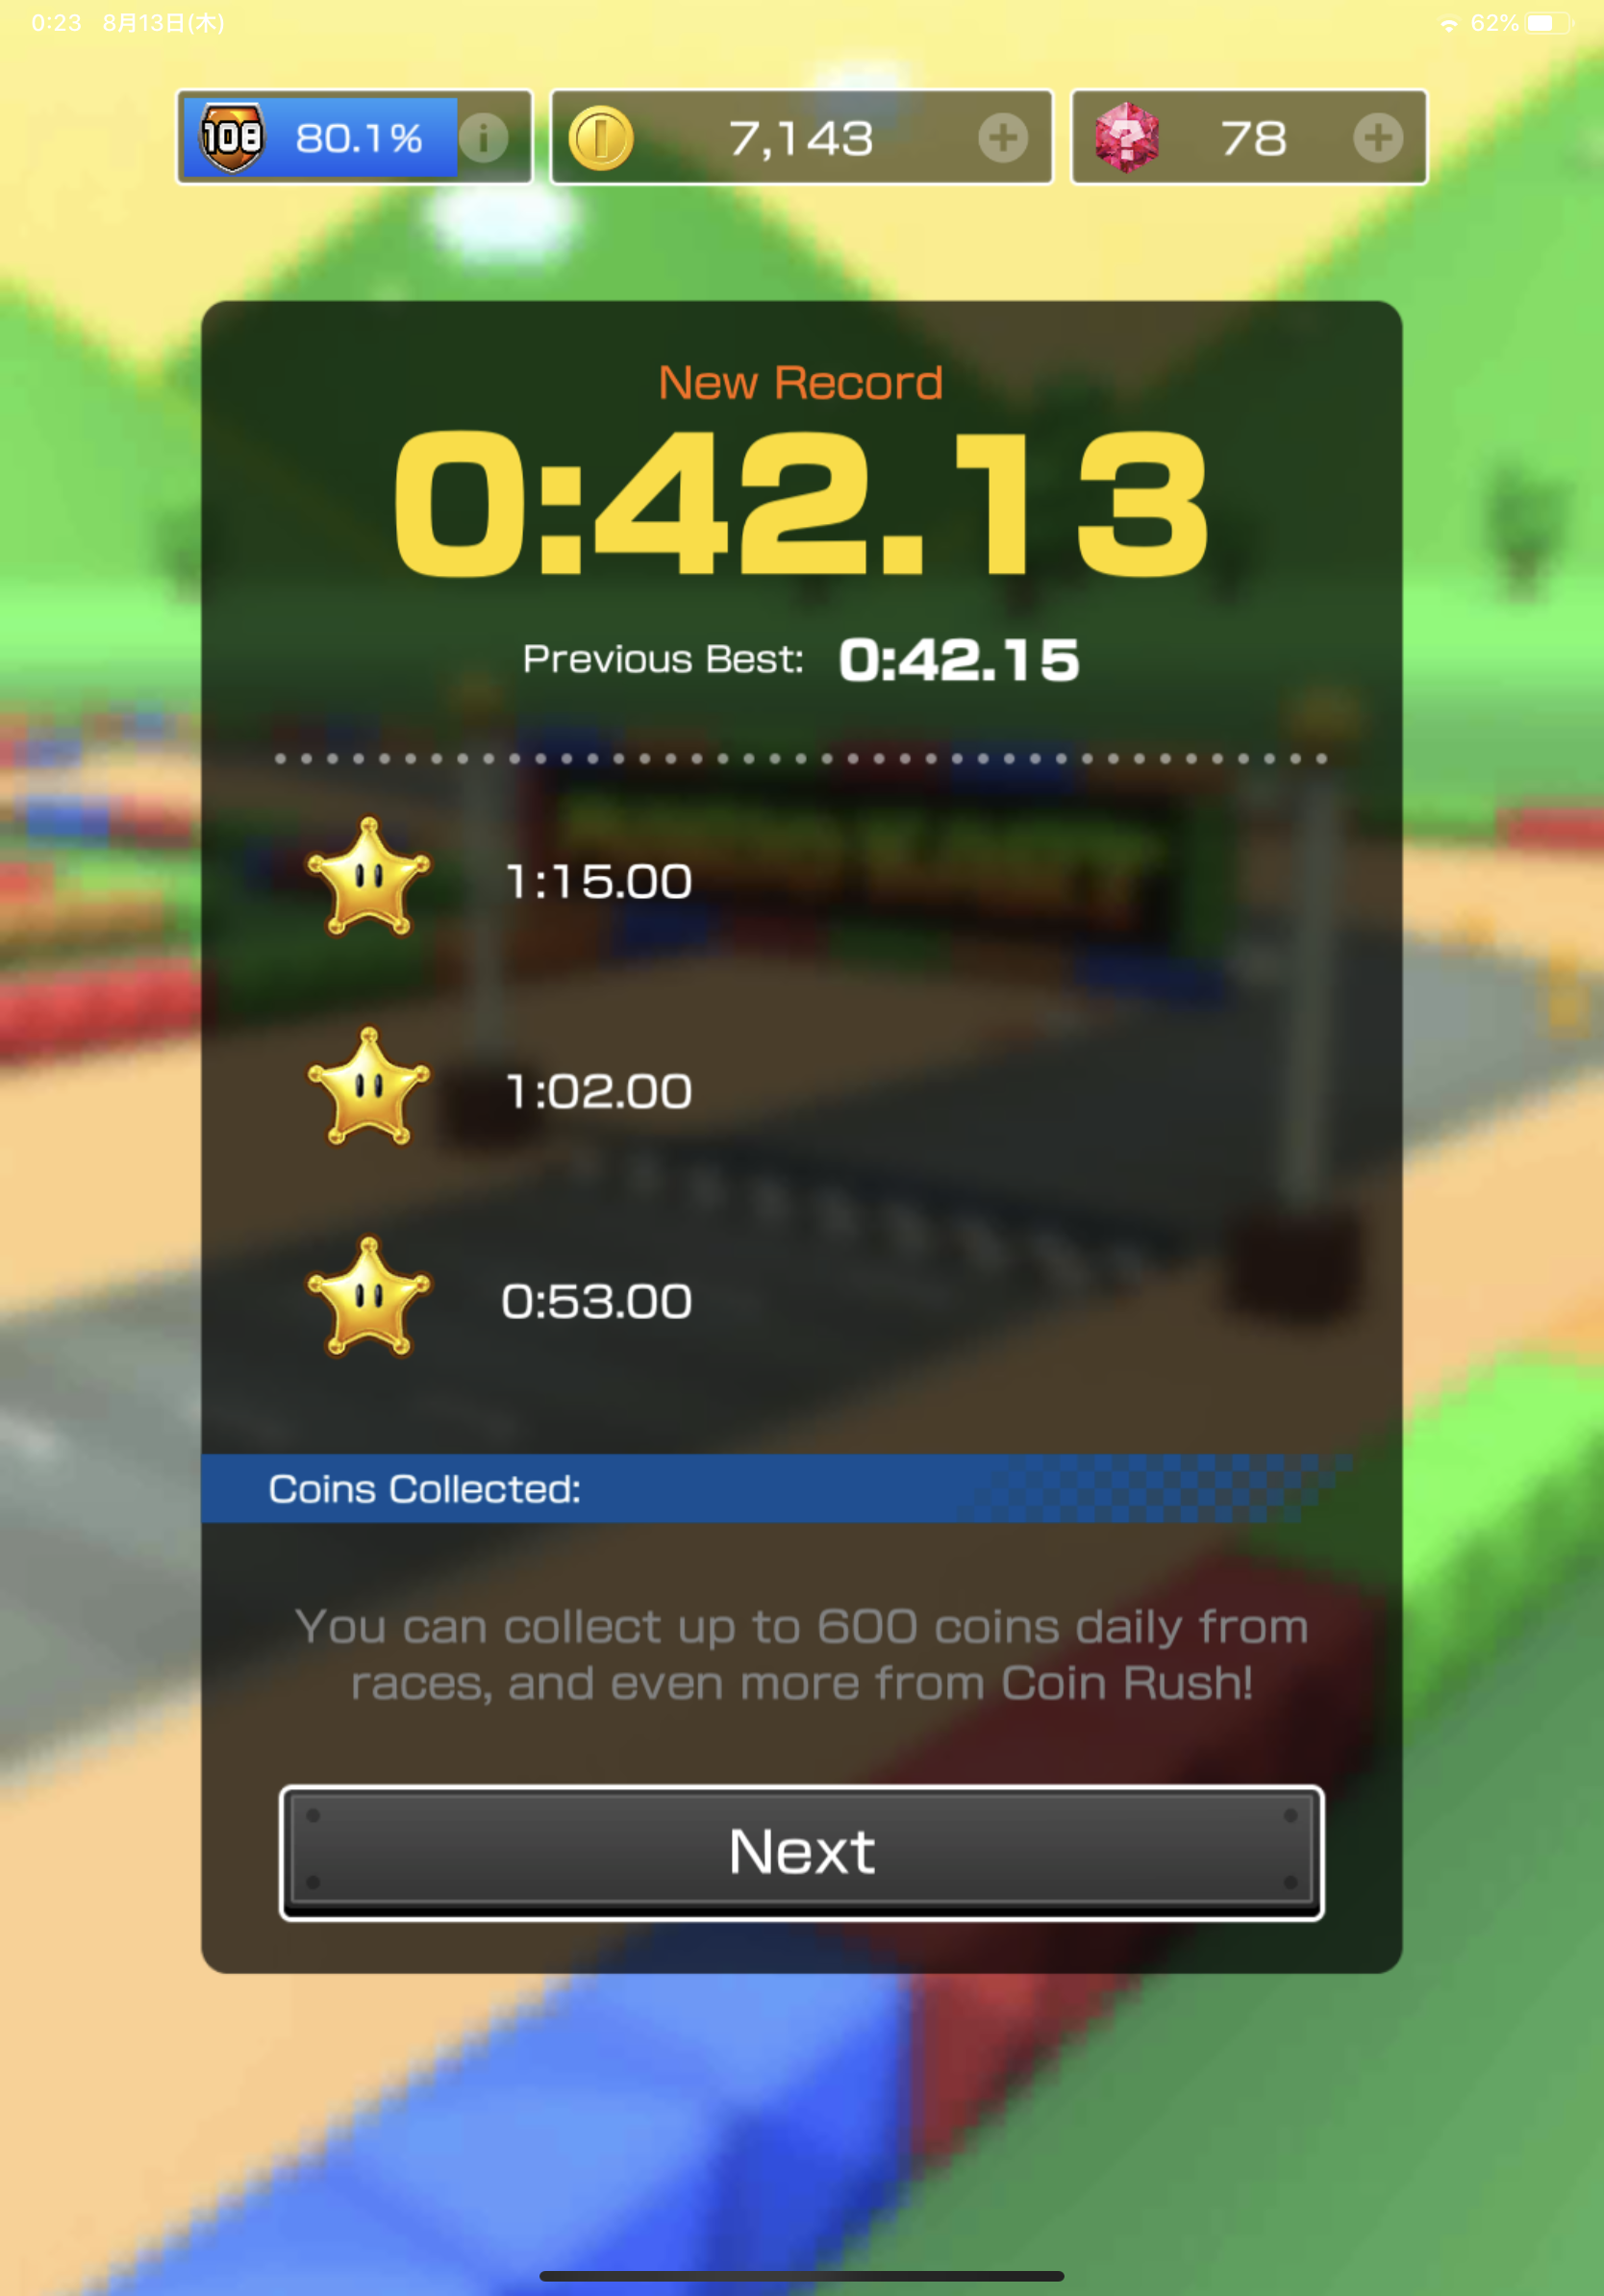 0:23 8月13日(木) 62%
108 80.1% i 7,143 + ? 78 +
New Record
0:42.13
Previous Best: 0:42.15
1:15.00
1:02.00
0:53.00
Coins Collected:
You can collect up to 600 coins daily from
races, and even more from Coin Rush!
Next